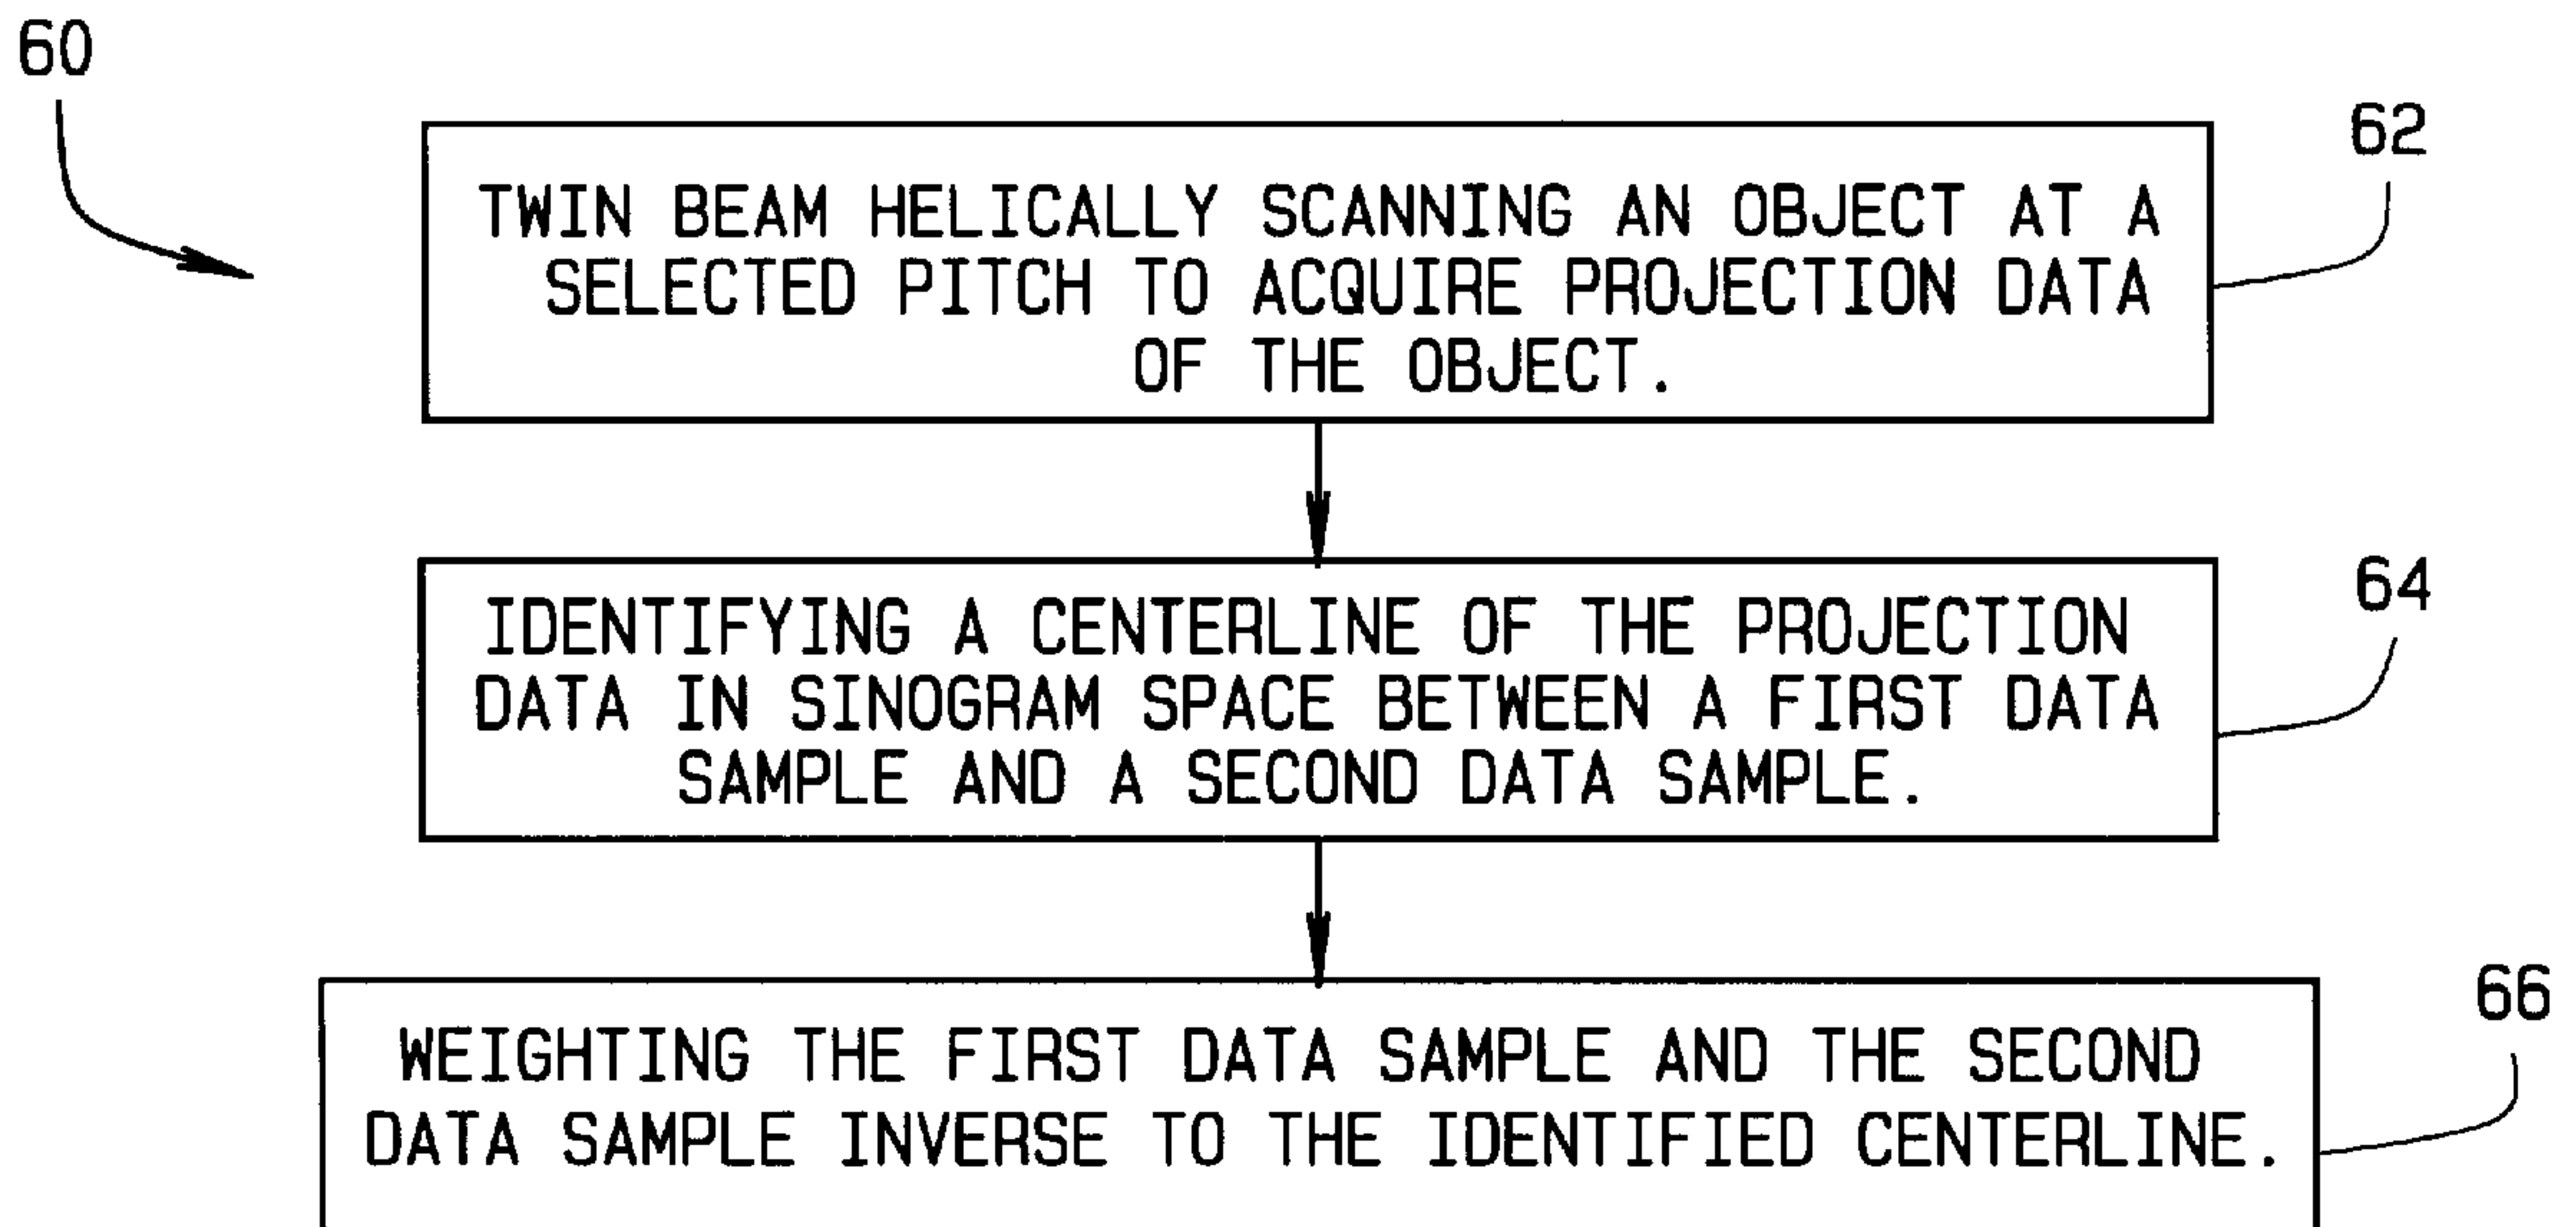 60
62
TWIN BEAM HELICALLY SCANNING AN OBJECT AT A
SELECTED PITCH TO ACQUIRE PROJECTION DATA
OF THE OBJECT.
64
IDENTIFYING A CENTERLINE OF THE PROJECTION
DATA IN SINOGRAM SPACE BETWEEN A FIRST DATA
SAMPLE AND A SECOND DATA SAMPLE.
66
WEIGHTING THE FIRST DATA SAMPLE AND THE SECOND
DATA SAMPLE INVERSE TO THE IDENTIFIED CENTERLINE.